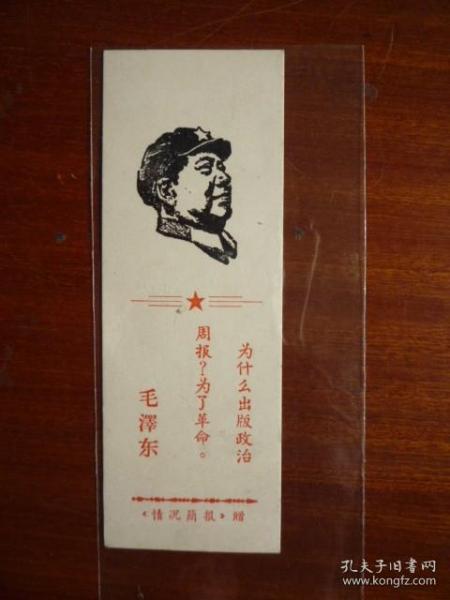 为什么出版政治
周报？为了革命。
毛澤东
《情况简报》赠
孔夫子旧书网
www.kongfz.com